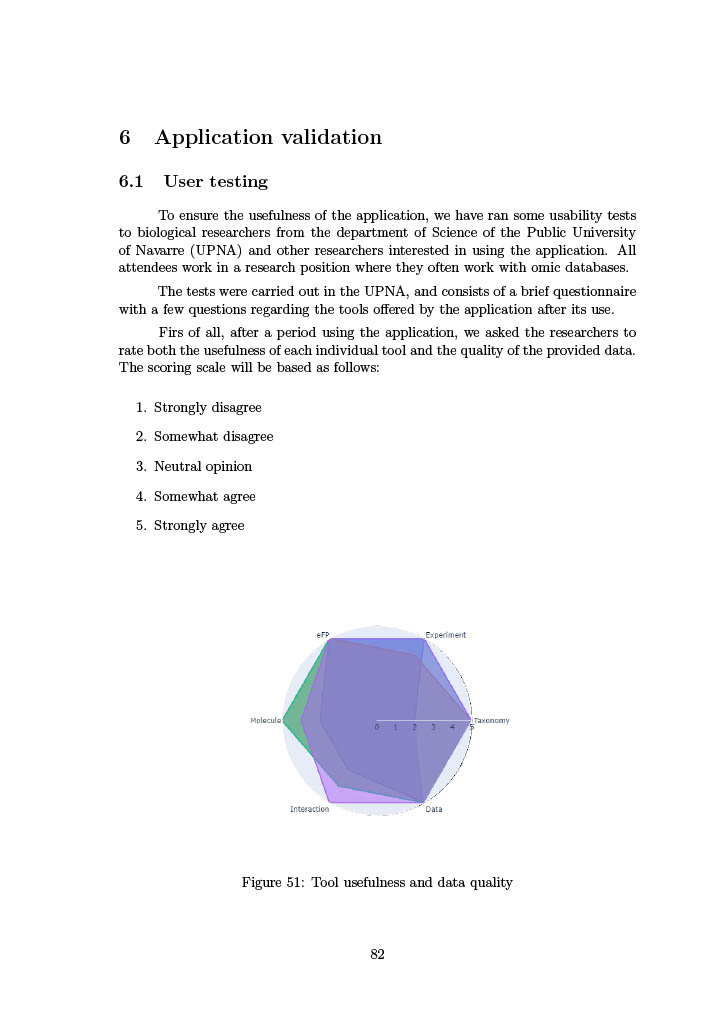 6 Application validation
6.1 User testing
To ensure the usefulness of the application, we have ran some usability tests
to biological researchers from the department of Science of the Public University
of Navarre (UPNA) and other researchers interested in using the application. All
attendees work in a research position where they often work with omic databases.
The tests were carried out in the UPNA, and consists of a brief questionnaire
with a few questions regarding the tools offered by the application after its use.
Firs of all, after a period using the application, we asked the researchers to
rate both the usefulness of each individual tool and the quality of the provided data.
The scoring scale will be based as follows:
1. Strongly disagree
2. Somewhat disagree
3. Neutral opinion
4. Somewhat agree
5. Strongly agree
eFP Experiment
Molecule Taxonomy
0 1 2 3 4 5
Interaction Data
Figure 51: Tool usefulness and data quality
82